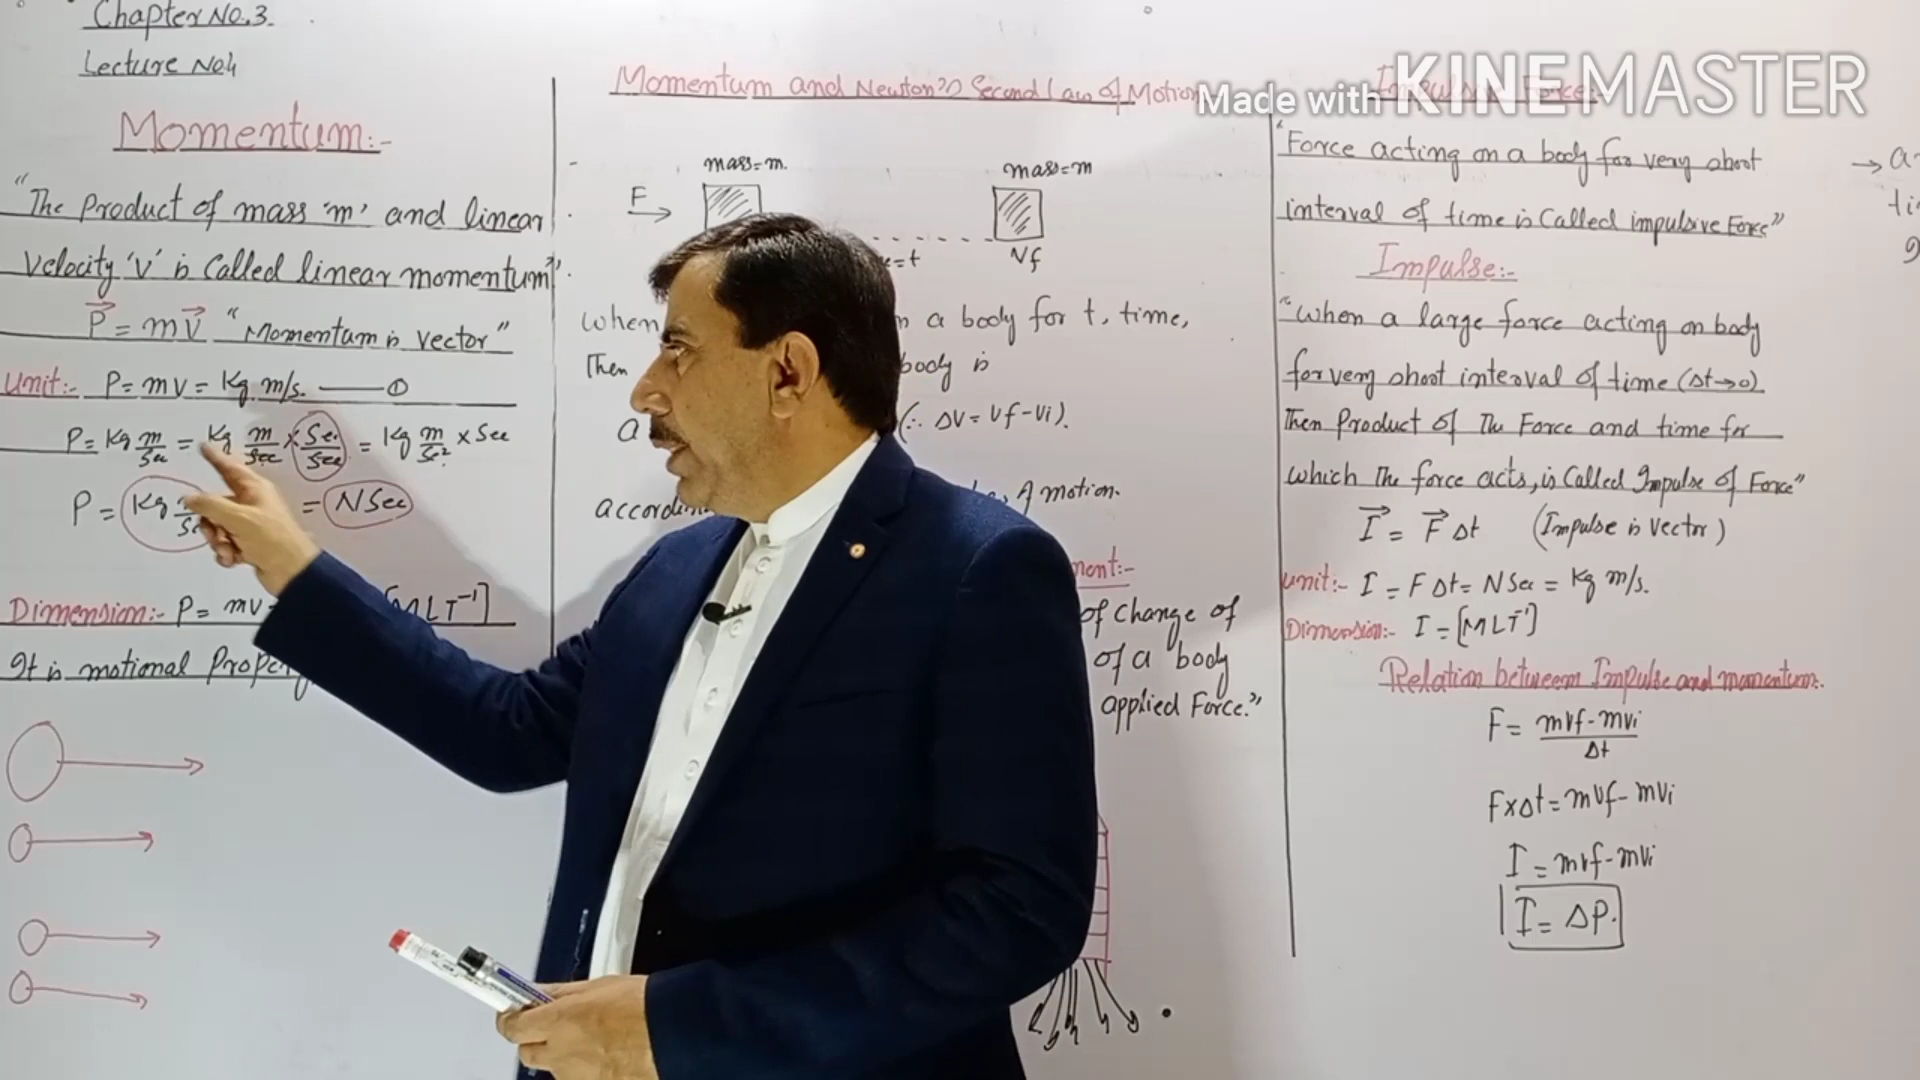 Chapter No.3.
Lecture No4
Momentum:-
"The Product of mass 'm' and linear
Velocity 'v' is Called linear momentum".
P = mv "Momentum is vector"
Unit:- P= mv = Kg m/s. ①
P= Kg m/Sec = Kg m/Sec × Sec/Sec = Kg m/Sec² × Sec
P = Kg = NSec
Dimension:- P= mv [MLT⁻¹]
It is motional
Momentum and Newton's Second Law of Motion
mass=m.
mass=m
F
=t
Vf
When a body for t, time,
Then body is
a (∴ ΔV = Vf-Vi).
motion.
of Change of
of a body
applied Force."
Made with KINEMASTER
"Force acting on a body for very short
interval of time is Called impulsive Force"
Impulse:-
"When a large force acting on body
for very short interval of time (Δt→0)
Then Product of The Force and time for
which The force acts, is Called Impulse of Force"
I = F Δt (Impulse is Vector)
Unit:- I = F Δt = NSec = Kg m/s.
Dimension:- I = [MLT⁻¹]
Relation between Impulse and momentum:.
F = mvf-mvi/Δt
F×Δt = mvf-mvi
I = mvf-mvi
I = ΔP.